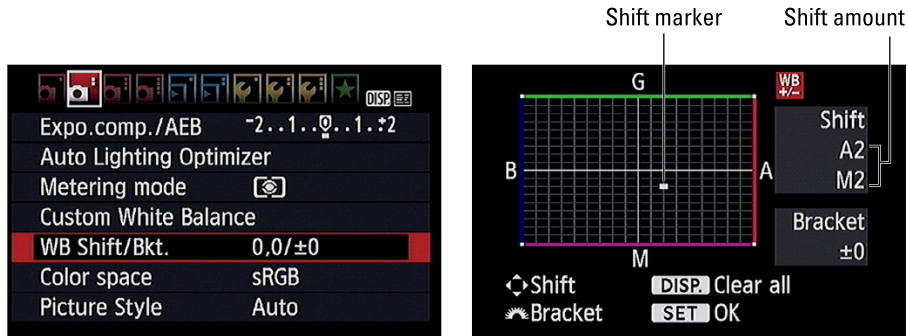 Shift marker
Shift amount
DISP.
Expo.comp./AEB -2..1..0..1..+2
Auto Lighting Optimizer
Metering mode
Custom White Balance
WB Shift/Bkt. 0,0/±0
Color space sRGB
Picture Style Auto
G
WB
+/-
Shift
A2
B
A
M2
Bracket
±0
M
Shift DISP. Clear all
Bracket SET OK